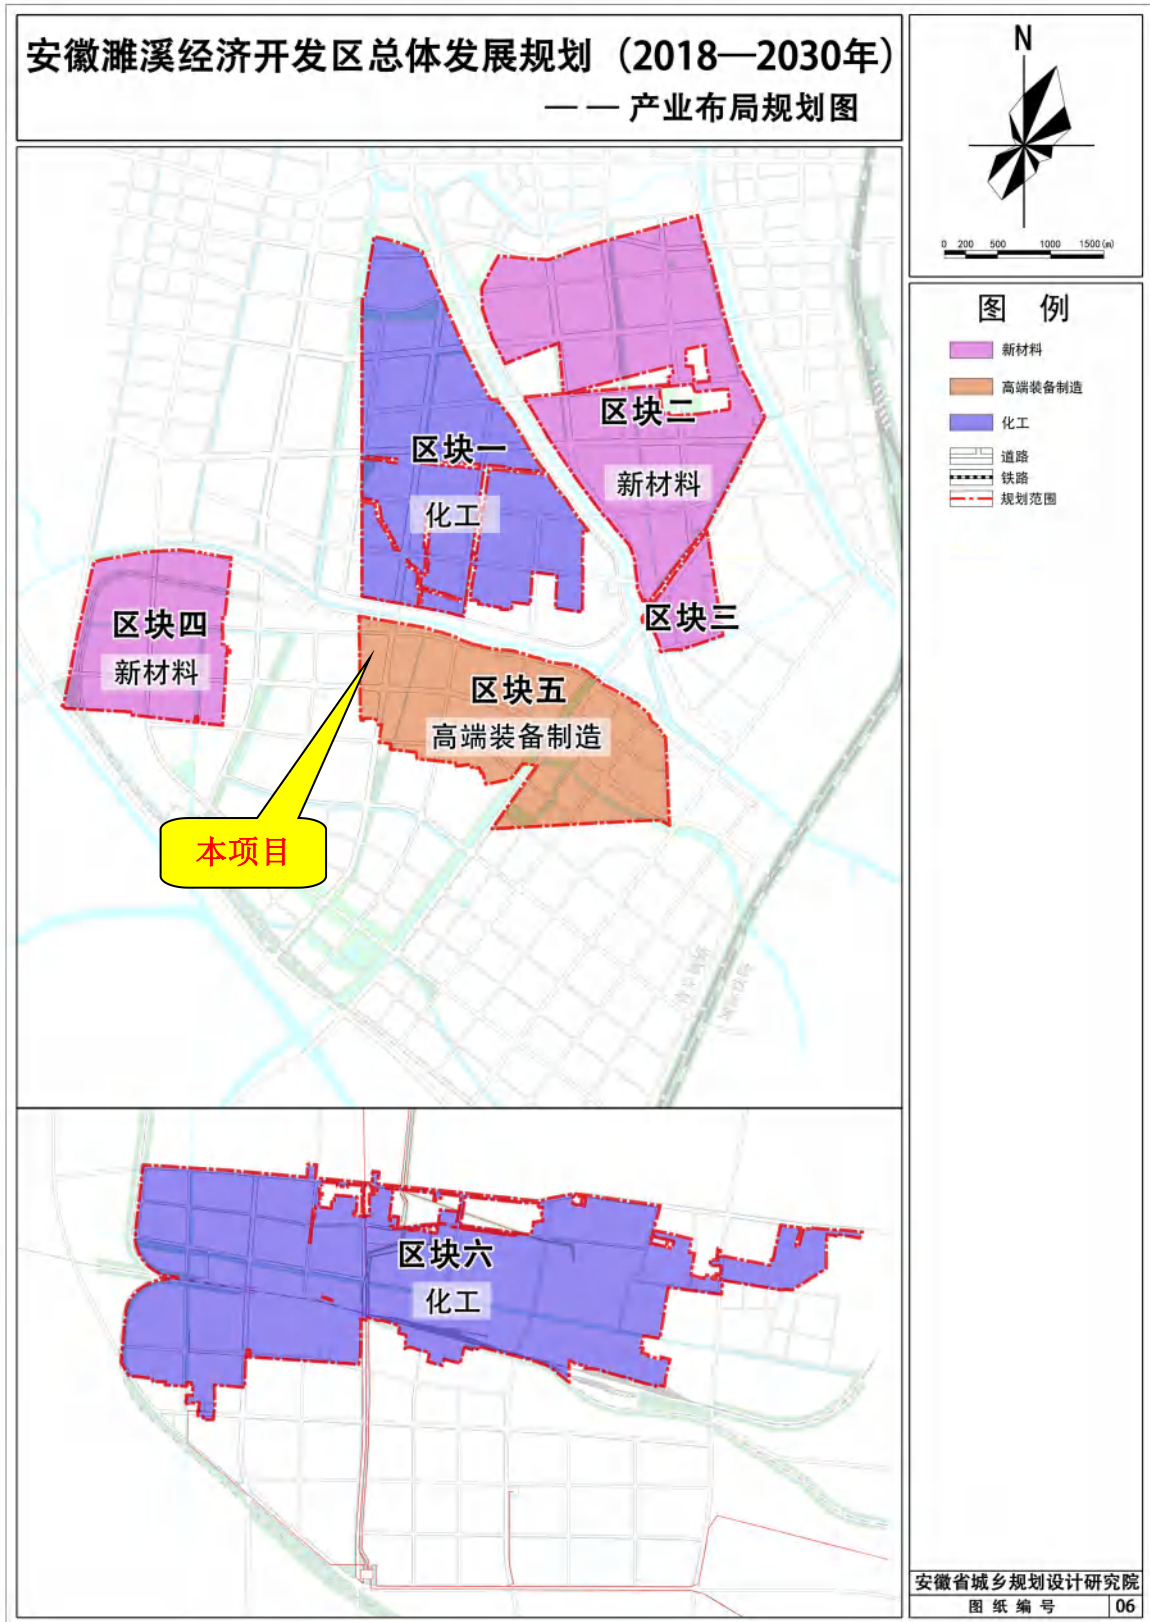 安徽濉溪经济开发区总体发展规划（2018—2030年）
— — 产业布局规划图
N
0 200 500 1000 1500(m)
图 例
新材料
高端装备制造
化工
道路
铁路
规划范围
区块一
化工
区块二
新材料
区块三
区块四
新材料
区块五
高端装备制造
本项目
区块六
化工
安徽省城乡规划设计研究院
图 纸 编 号 06